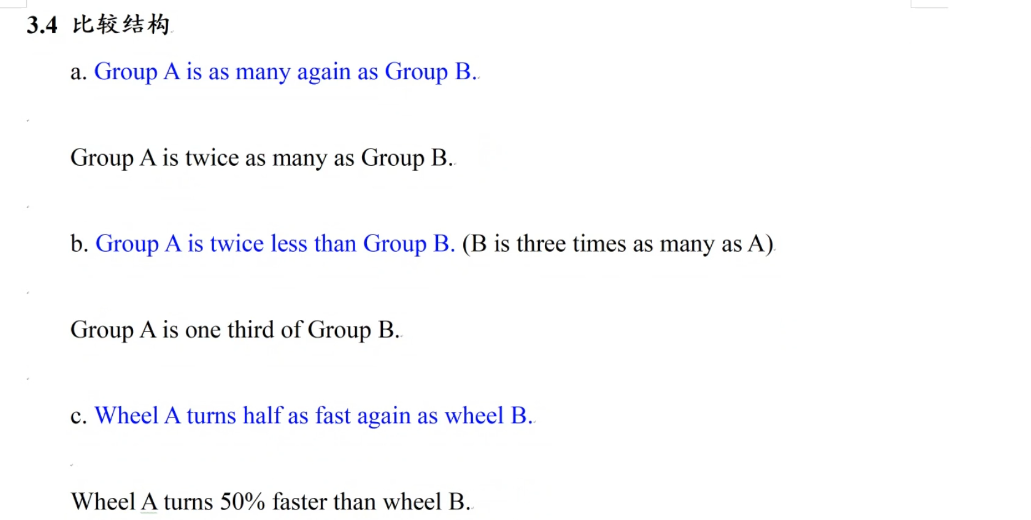 3.4 比较结构
a. Group A is as many again as Group B.
Group A is twice as many as Group B.
b. Group A is twice less than Group B. (B is three times as many as A)
Group A is one third of Group B.
c. Wheel A turns half as fast again as wheel B.
Wheel A turns 50% faster than wheel B.